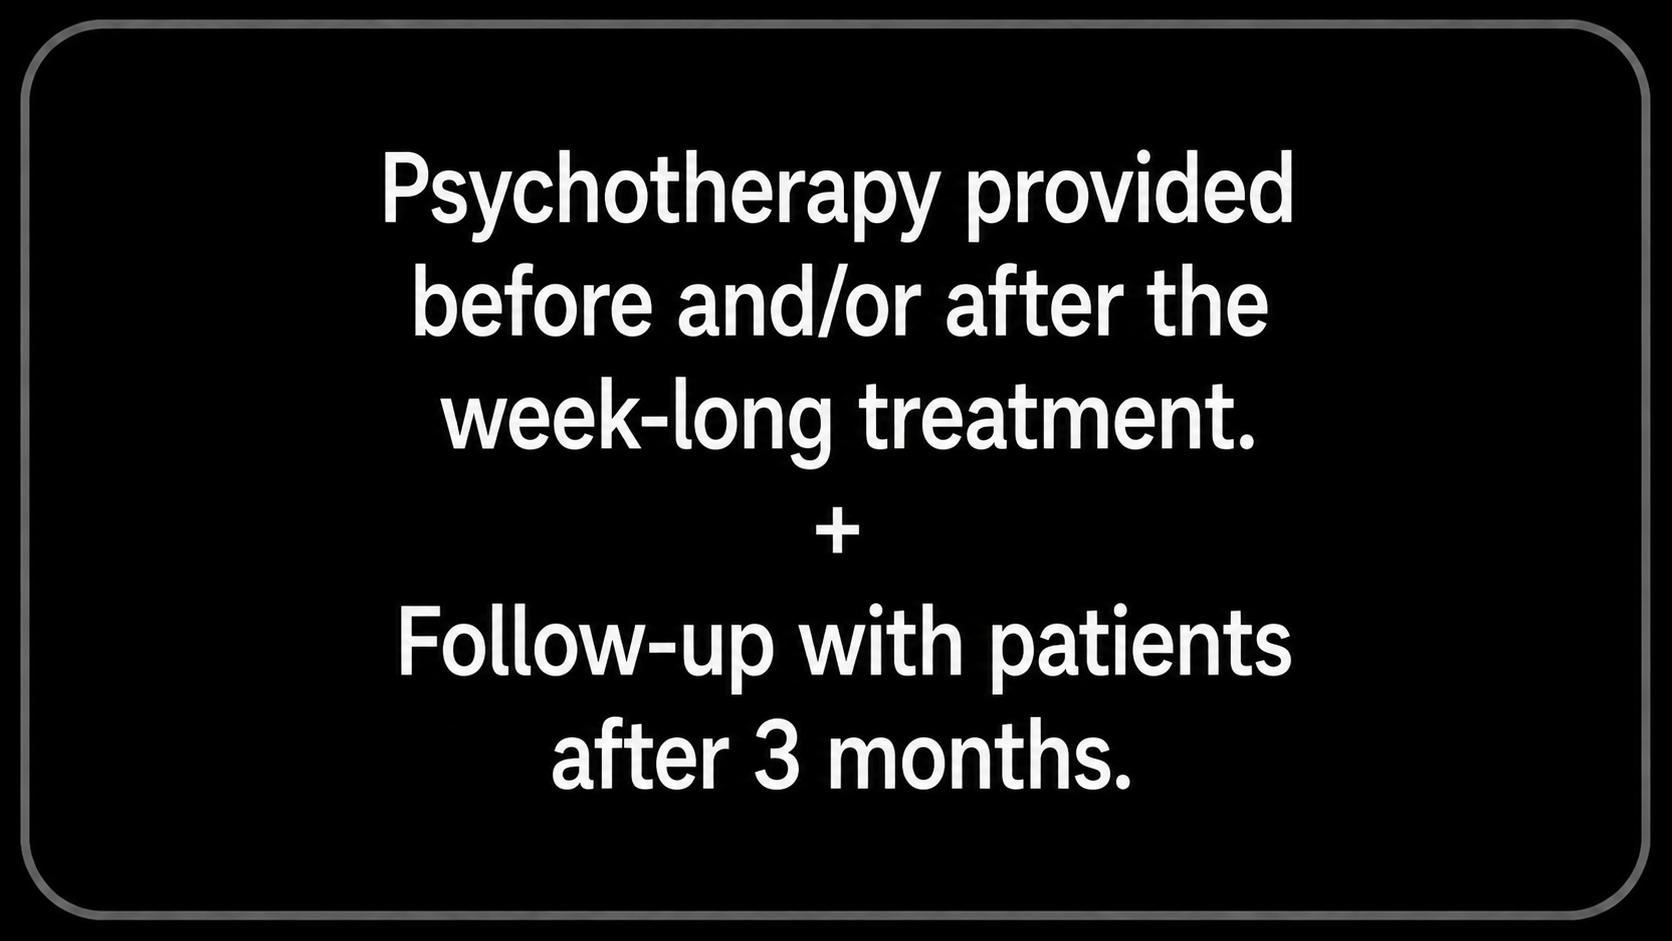 Psychotherapy provided
before and/or after the
week-long treatment.
+
Follow-up with patients
after 3 months.